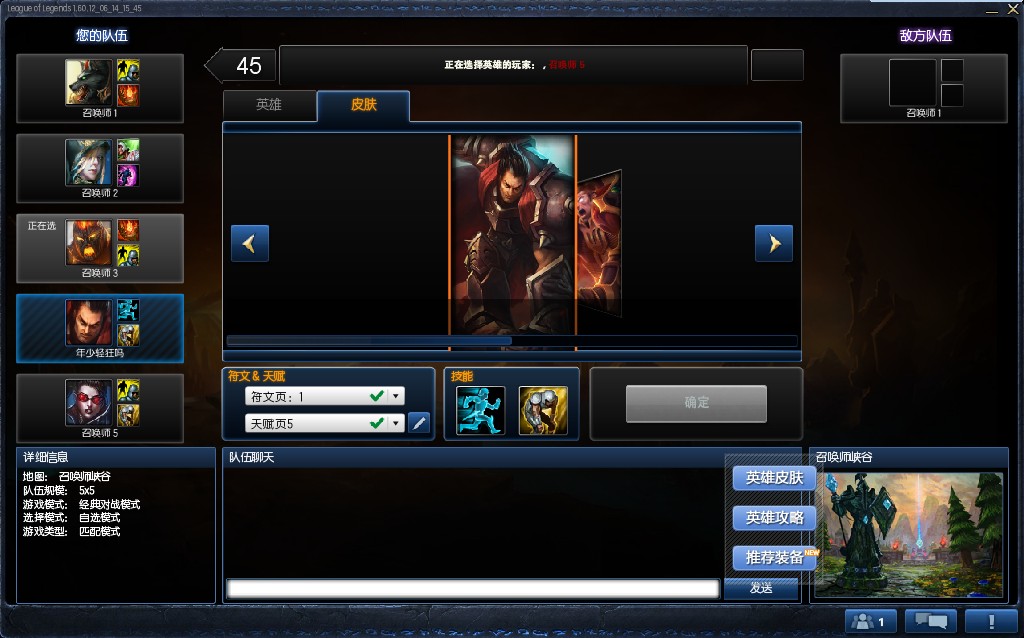 League of Legends 1.60.12_06_14_15_45
您的队伍
敌方队伍
45
正在选择英雄的玩家：，召唤师 5
英雄
皮肤
召唤师 1
召唤师 2
正在选
召唤师 3
年少轻狂吗
召唤师 5
召唤师 1
符文 & 天赋
符文页：1
天赋页5
技能
确定
详细信息
地图： 召唤师峡谷
队伍规模： 5x5
游戏模式： 经典对战模式
选择模式： 自选模式
游戏类型： 匹配模式
队伍聊天
英雄皮肤
英雄攻略
推荐装备 NEW
发送
召唤师峡谷
1
!